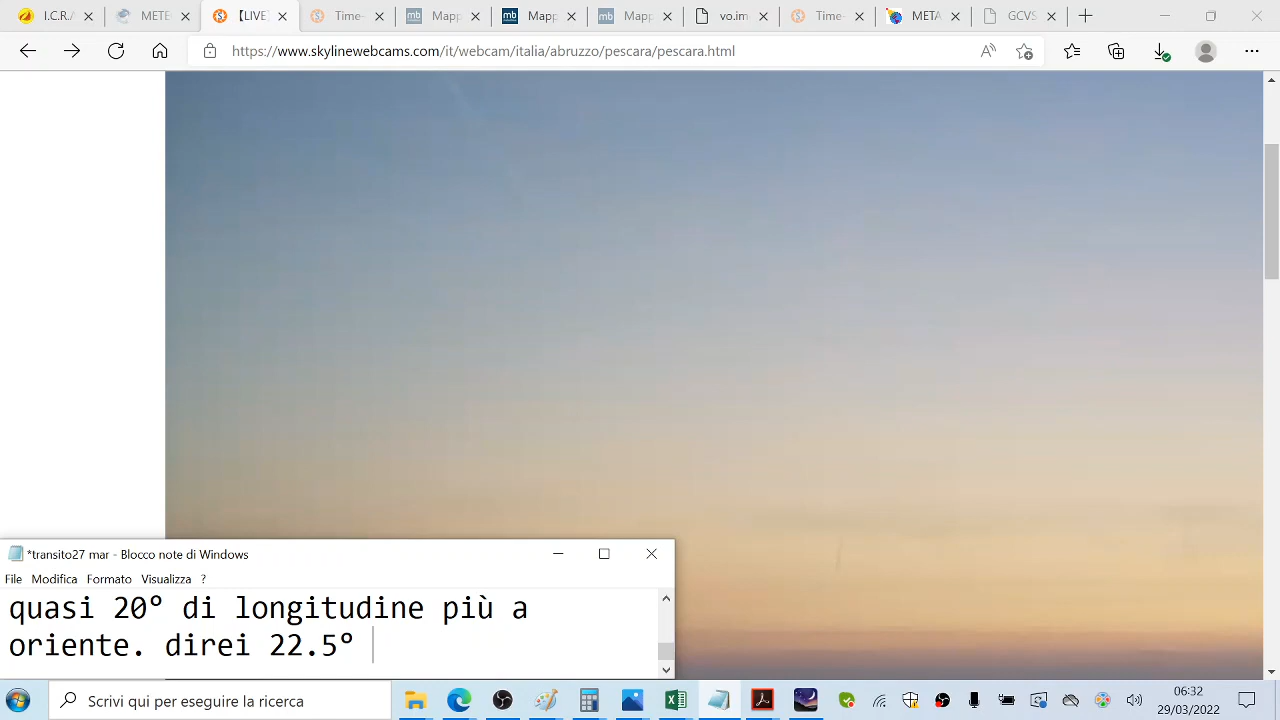 I.C.R.
METE
【LIVE
Time-
Mapp
Mapp
Mapp
vo.im
Time-
META
GCVS
https://www.skylinewebcams.com/it/webcam/italia/abruzzo/pescara/pescara.html
*transito27 mar - Blocco note di Windows
File Modifica Formato Visualizza ?
quasi 20° di longitudine più a
oriente. direi 22.5°
Scrivi qui per eseguire la ricerca
06:32
29/03/2022